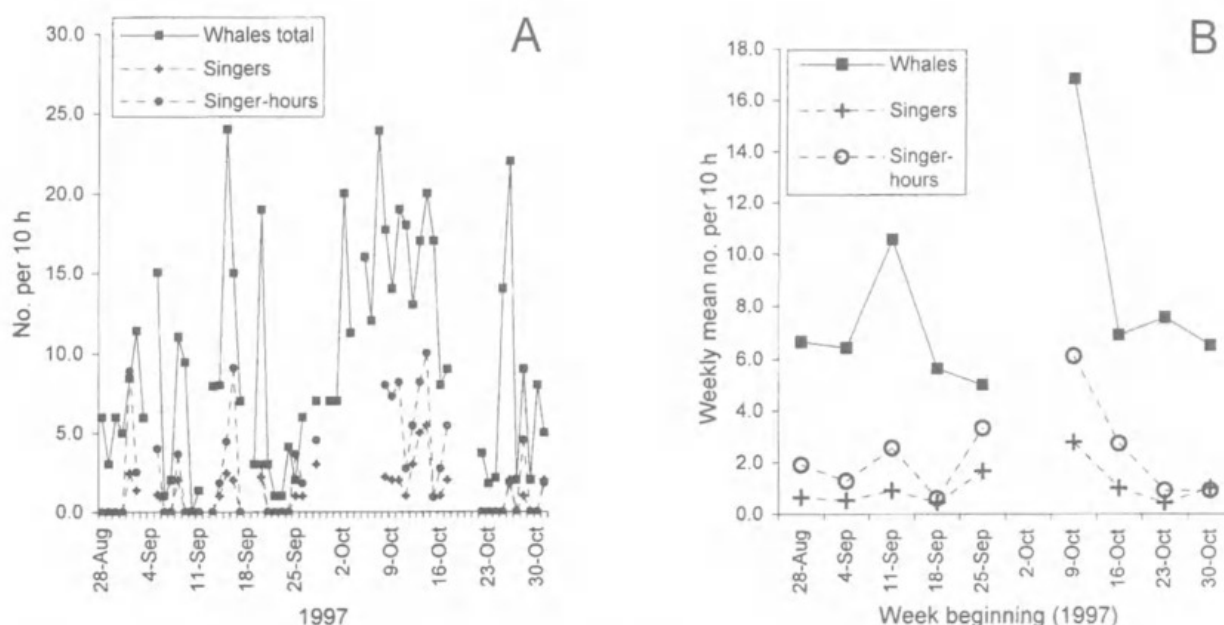 A
Whales total
Singers
Singer-hours
No. per 10 h
30.0
25.0
20.0
15.0
10.0
5.0
0.0
28-Aug
4-Sep
11-Sep
18-Sep
25-Sep
2-Oct
9-Oct
16-Oct
23-Oct
30-Oct
1997
B
Whales
Singers
Singer-
hours
Weekly mean no. per 10 h
18.0
16.0
14.0
12.0
10.0
8.0
6.0
4.0
2.0
0.0
28-Aug
4-Sep
11-Sep
18-Sep
25-Sep
2-Oct
9-Oct
16-Oct
23-Oct
30-Oct
Week beginning (1997)